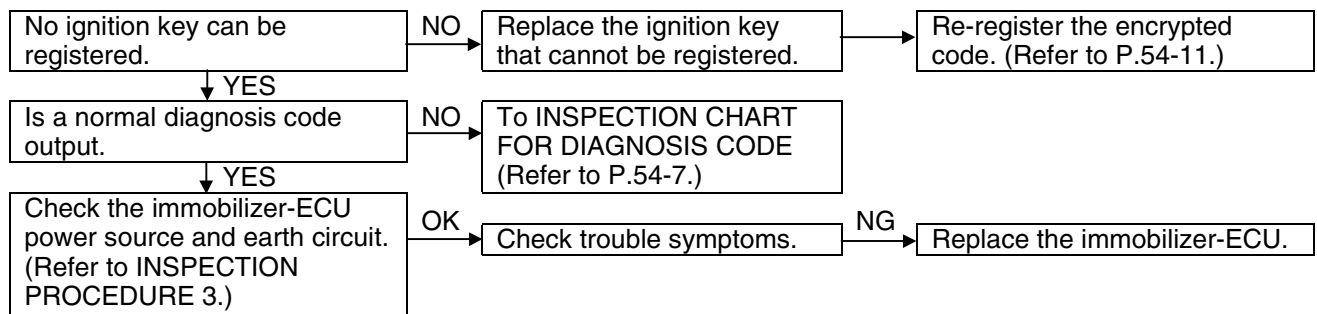 No ignition key can be
registered.
NO
Replace the ignition key
that cannot be registered.
Re-register the encrypted
code. (Refer to P.54-11.)
YES
Is a normal diagnosis code
output.
NO
To INSPECTION CHART
FOR DIAGNOSIS CODE
(Refer to P.54-7.)
YES
Check the immobilizer-ECU
power source and earth circuit.
(Refer to INSPECTION
PROCEDURE 3.)
OK
Check trouble symptoms.
NG
Replace the immobilizer-ECU.